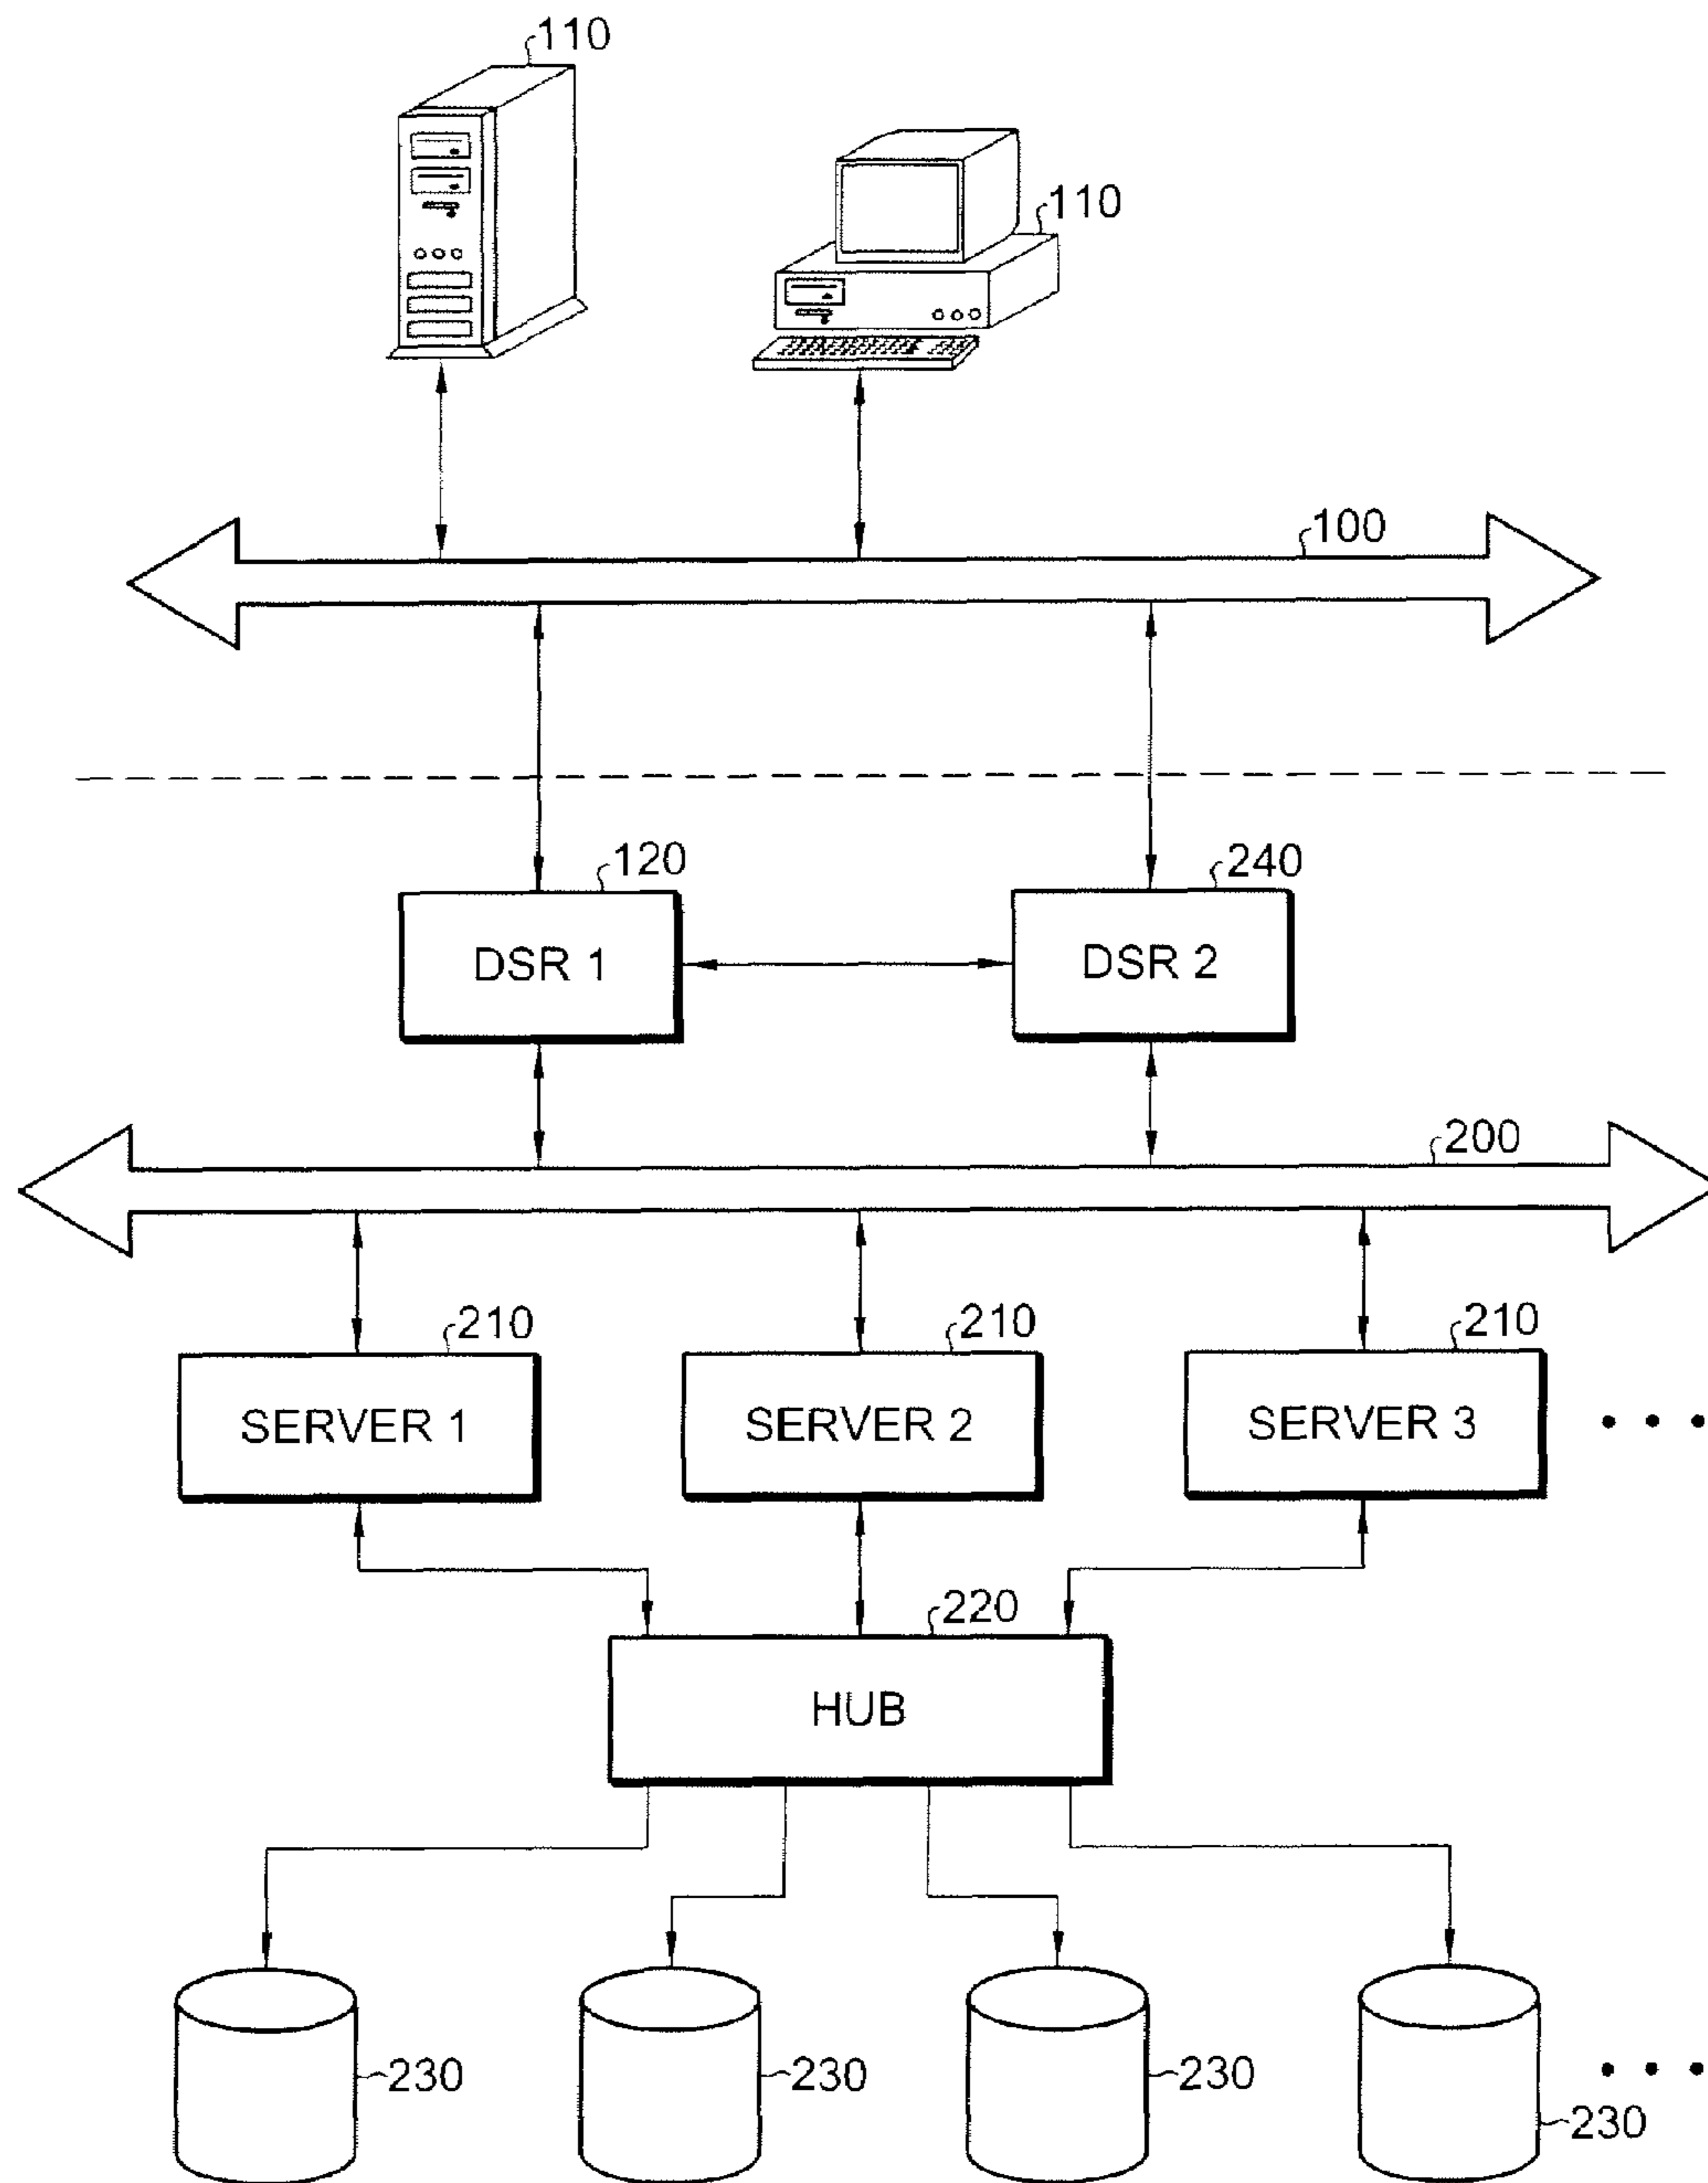 110
110
100
120
240
DSR 1
DSR 2
200
210
210
210
SERVER 1
SERVER 2
SERVER 3
• • •
220
HUB
230
230
230
230
• • •